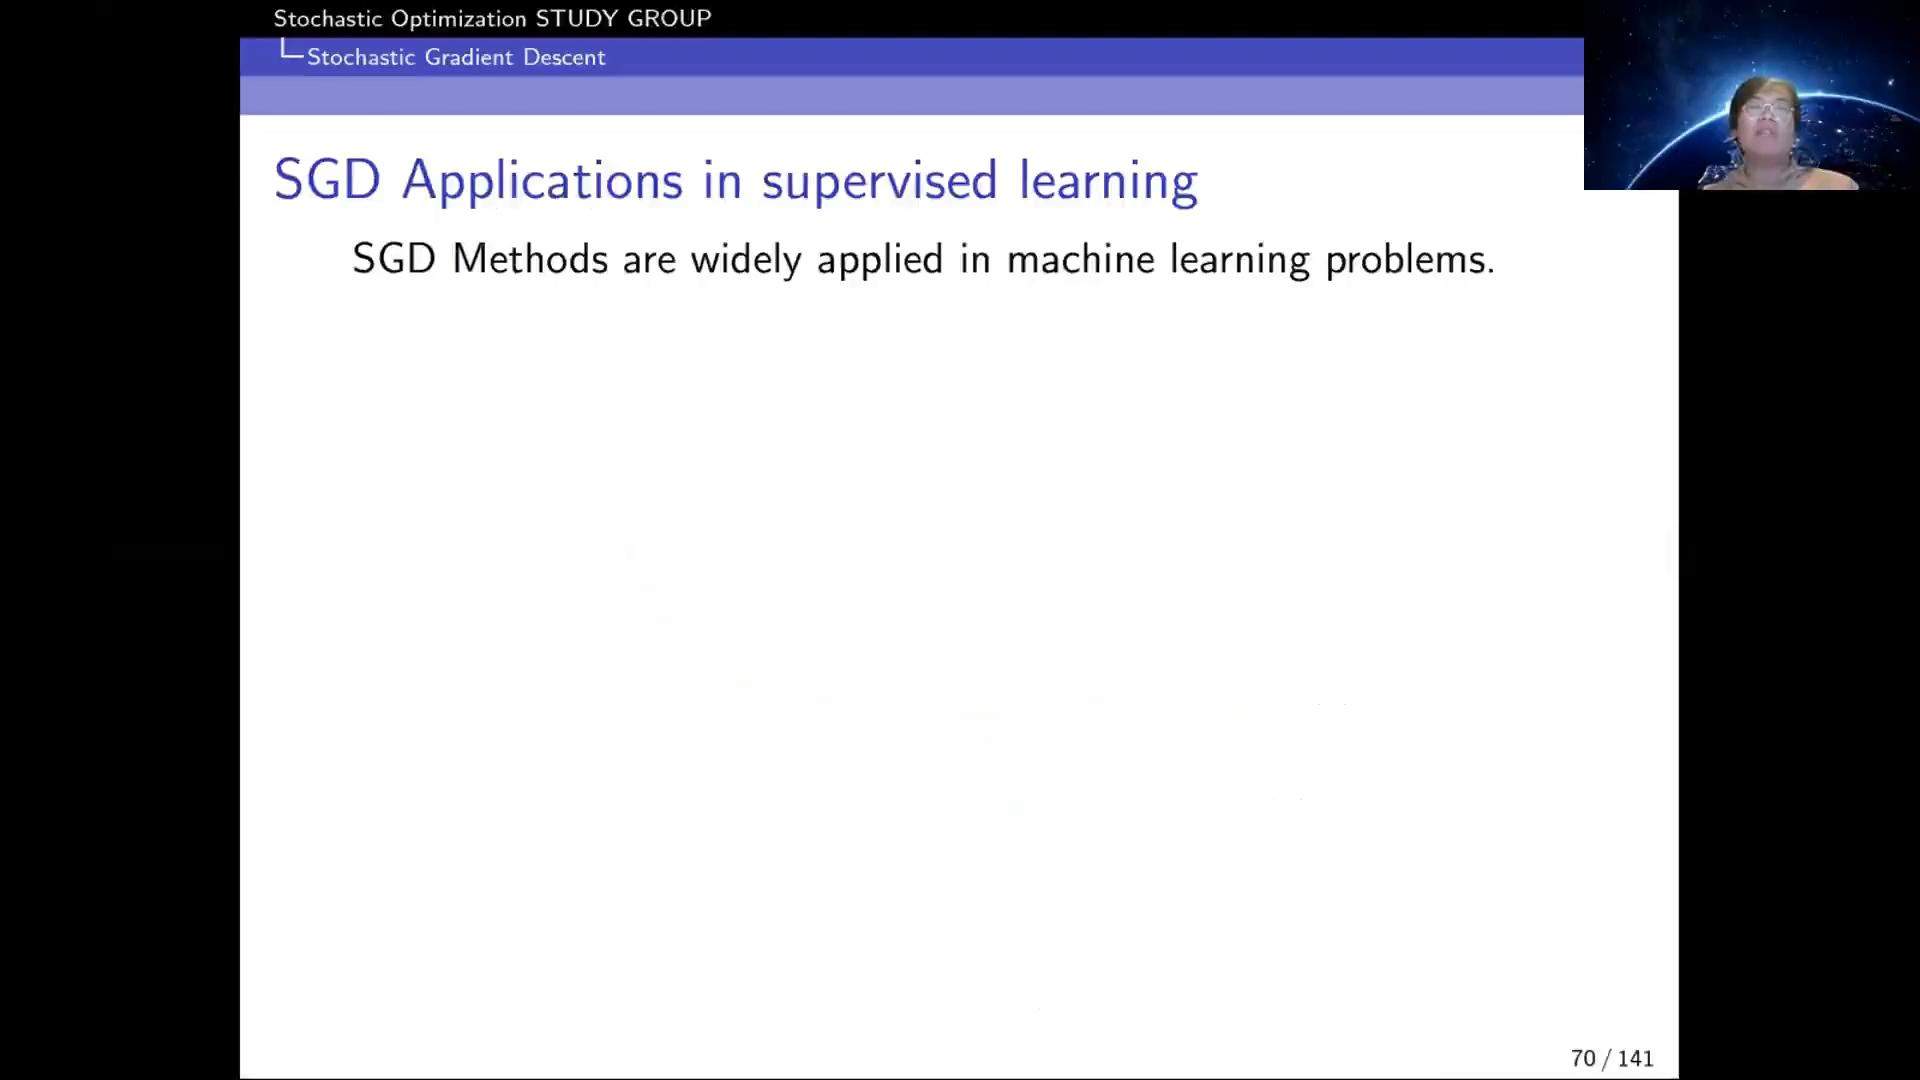 Stochastic Optimization STUDY GROUP
Stochastic Gradient Descent
SGD Applications in supervised learning
SGD Methods are widely applied in machine learning problems.
70 / 141